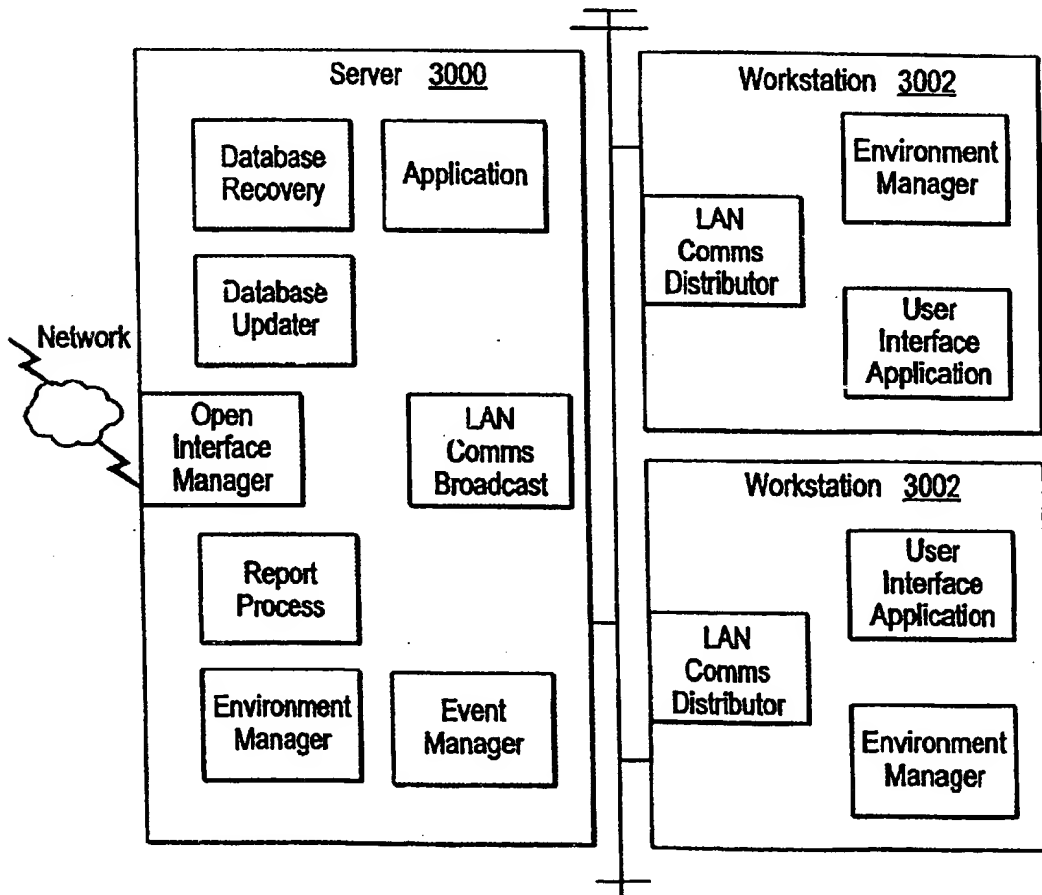 Server 3000
Database
Recovery
Application
Database
Updater
Network
Open
Interface
Manager
LAN
Comms
Broadcast
Report
Process
Environment
Manager
Event
Manager
Workstation 3002
Environment
Manager
LAN
Comms
Distributor
User
Interface
Application
Workstation 3002
User
Interface
Application
LAN
Comms
Distributor
Environment
Manager